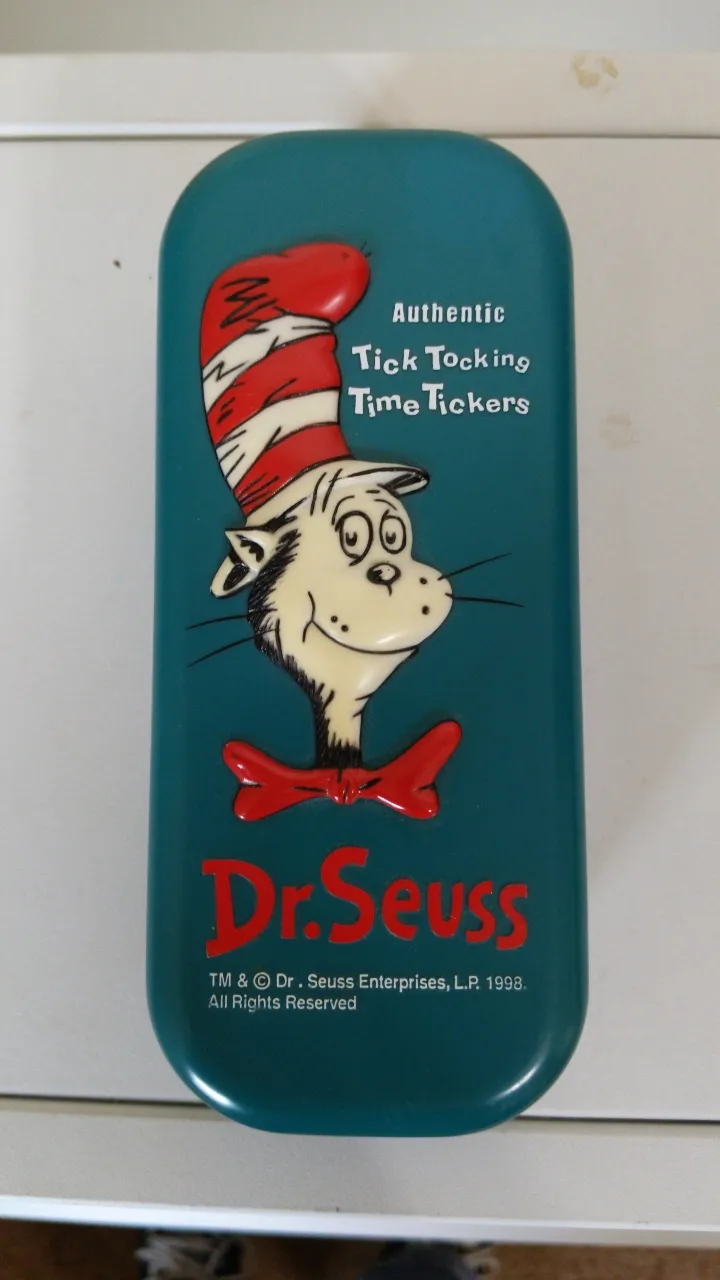 Authentic
Tick Tocking
Time Tickers
Dr. Seuss
TM & © Dr. Seuss Enterprises, L.P. 1998.
All Rights Reserved